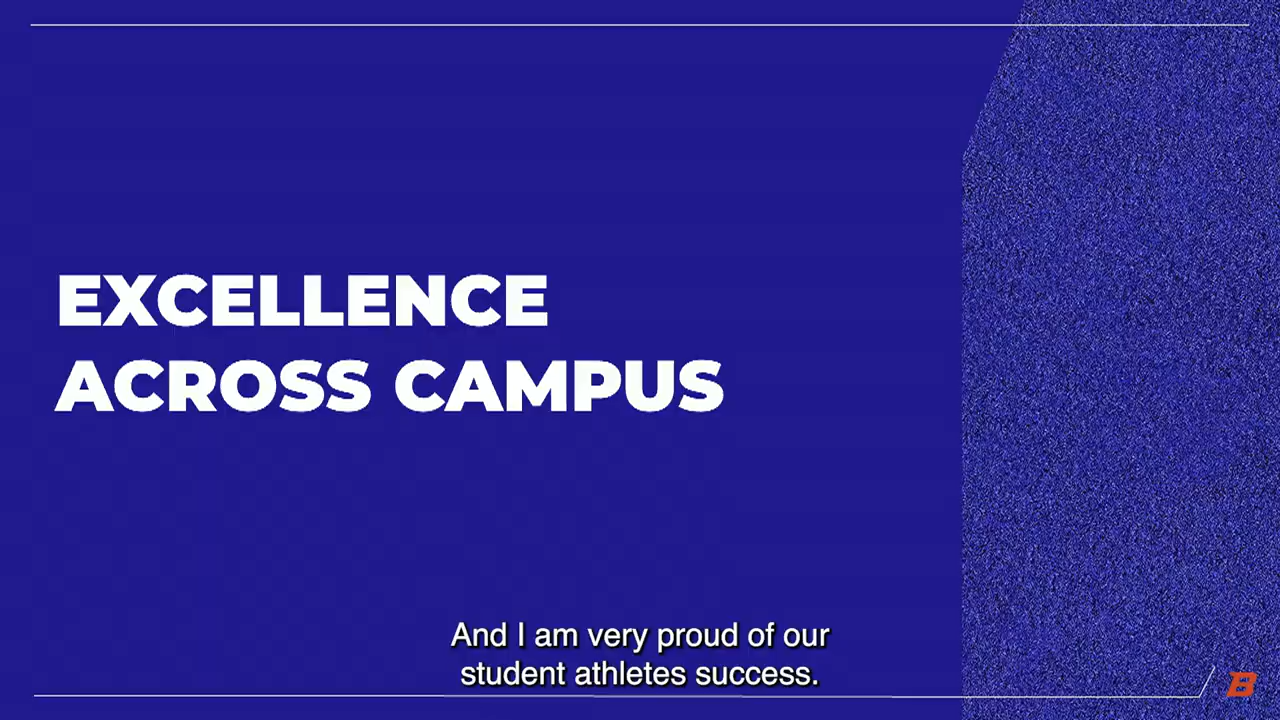 EXCELLENCE
ACROSS CAMPUS
And I am very proud of our
student athletes success.
B